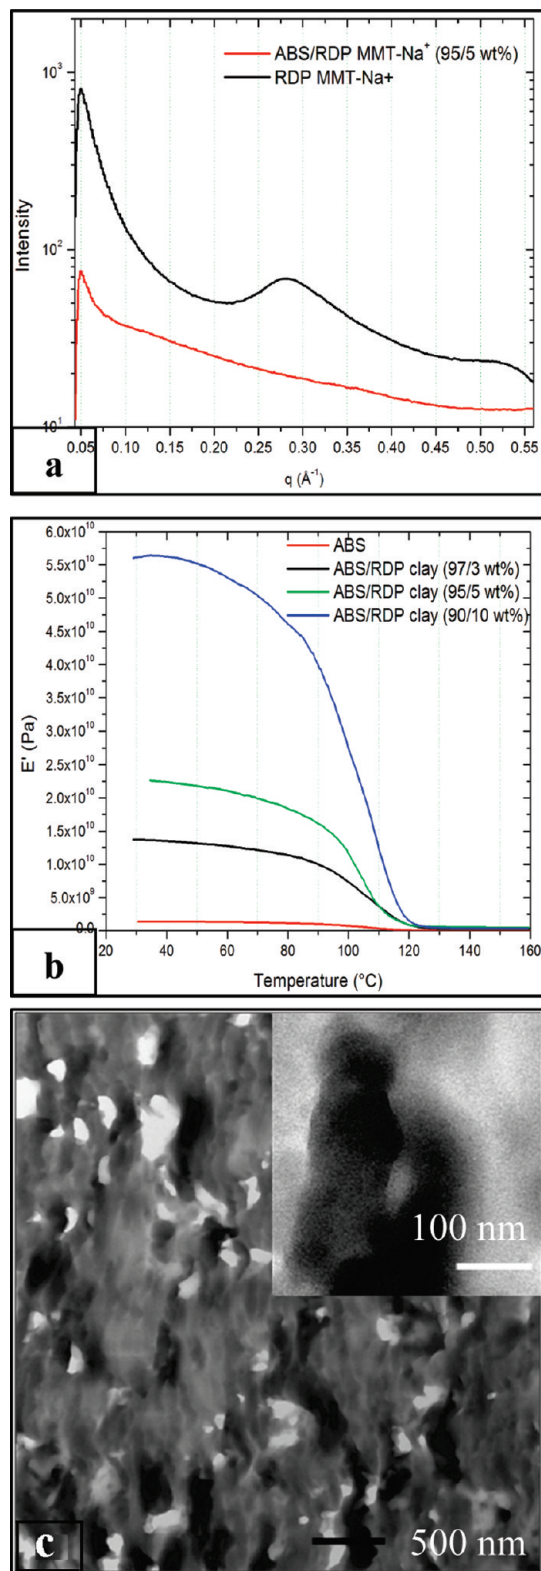 ABS/RDP MMT-Na⁺ (95/5 wt%)
RDP MMT-Na+
10³
10²
10¹
Intensity
0.05 0.10 0.15 0.20 0.25 0.30 0.35 0.40 0.45 0.50 0.55
q (Å⁻¹)
a
ABS
ABS/RDP clay (97/3 wt%)
ABS/RDP clay (95/5 wt%)
ABS/RDP clay (90/10 wt%)
6.0x10¹⁰
5.5x10¹⁰
5.0x10¹⁰
4.5x10¹⁰
4.0x10¹⁰
3.5x10¹⁰
3.0x10¹⁰
2.5x10¹⁰
2.0x10¹⁰
1.5x10¹⁰
1.0x10¹⁰
5.0x10⁹
0.0
E' (Pa)
20 40 60 80 100 120 140 160
Temperature (°C)
b
100 nm
500 nm
c